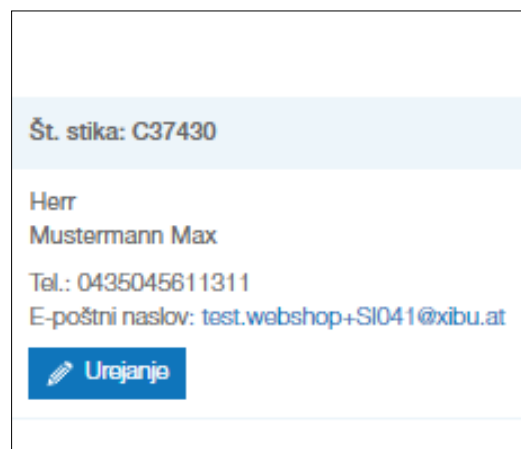 Št. stika: C37430
Herr
Mustermann Max
Tel.: 0435045611311
E-poštni naslov: test.webshop+SI041@xibu.at
Urejanje